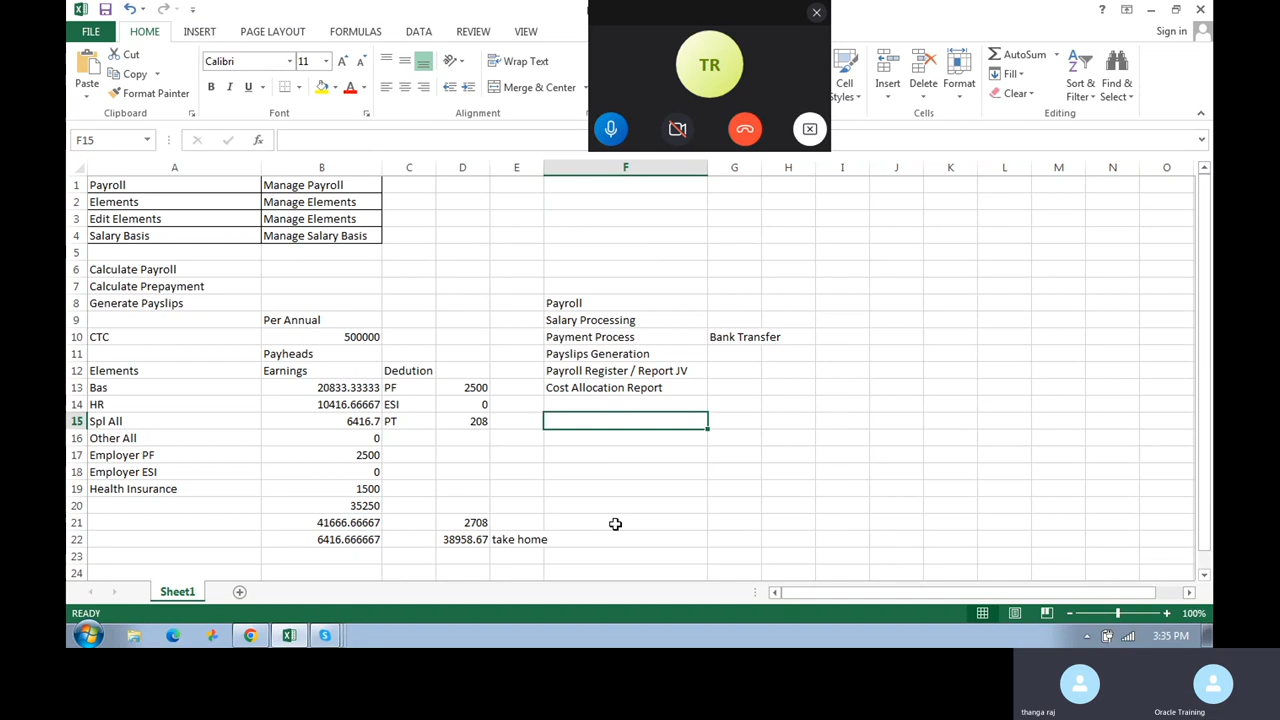 ?
Sign in
FILE HOME INSERT PAGE LAYOUT FORMULAS DATA REVIEW VIEW
TR
Paste
Cut
Copy
Format Painter
Calibri 11
B I U
A A
A
Wrap Text
Merge & Center
Cell Styles
Insert Delete Format
AutoSum
Fill
Clear
Sort & Filter
Find & Select
Clipboard Font Alignment Cells Editing
F15 fx
A B C D E F G H I J K L M N O
1 Payroll Manage Payroll
2 Elements Manage Elements
3 Edit Elements Manage Elements
4 Salary Basis Manage Salary Basis
5
6 Calculate Payroll
7 Calculate Prepayment
8 Generate Payslips Payroll
9 Per Annual Salary Processing
10 CTC 500000 Payment Process Bank Transfer
11 Payheads Payslips Generation
12 Elements Earnings Dedution Payroll Register / Report JV
13 Bas 20833.33333 PF 2500 Cost Allocation Report
14 HR 10416.66667 ESI 0
15 Spl All 6416.7 PT 208
16 Other All 0
17 Employer PF 2500
18 Employer ESI 0
19 Health Insurance 1500
20 35250
21 41666.66667 2708
22 6416.666667 38958.67 take home
23
24
Sheet1
READY 100%
3:35 PM
thanga raj
Oracle Training